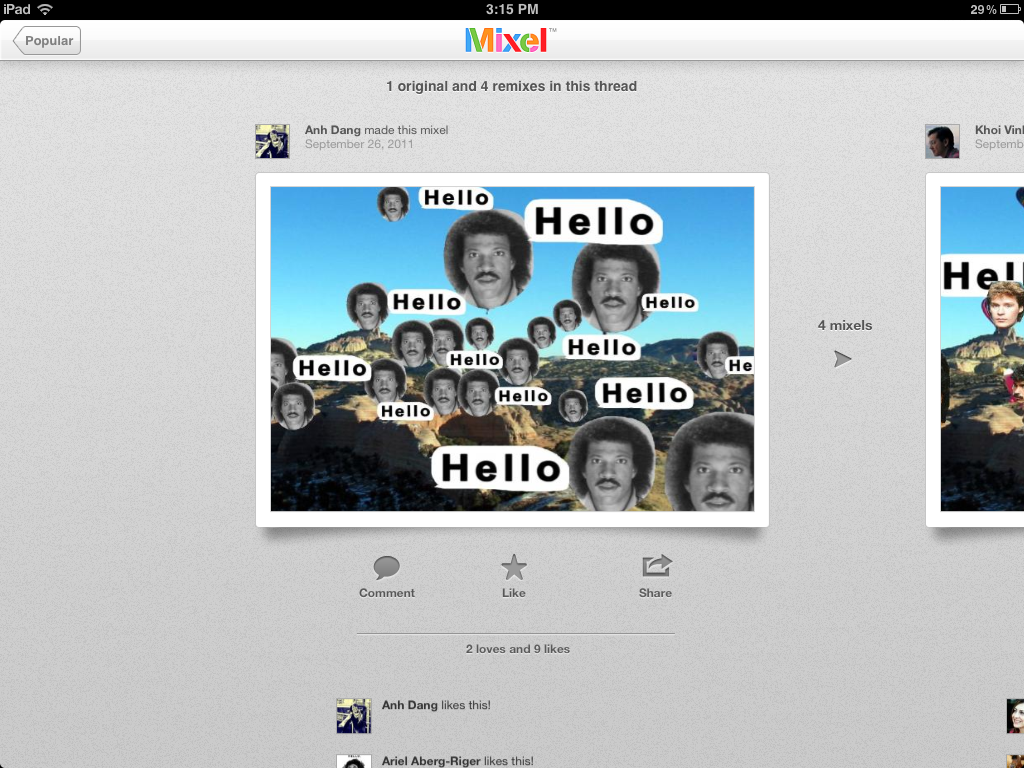 iPad 3:15 PM 29%
Popular Mixel™
1 original and 4 remixes in this thread
Anh Dang made this mixel
September 26, 2011
Khoi Vin
Septemb
Hello
Hello
Hello
Hello
Hello
Hello
Hello
He
Hello
Hello
Hello
Hello
Hel
4 mixels
Comment Like Share
2 loves and 9 likes
Anh Dang likes this!
Ariel Aberg-Riger likes this!